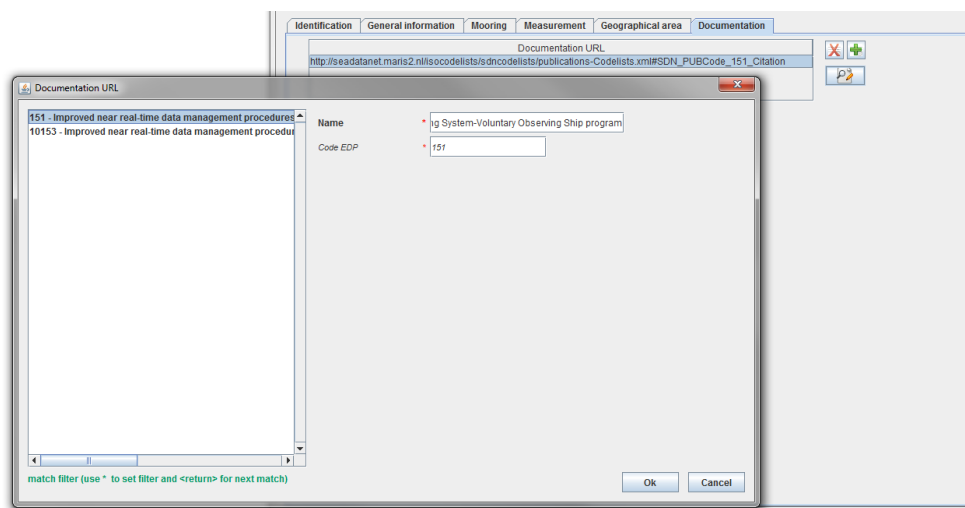 Identification General information Mooring Measurement Geographical area Documentation
Documentation URL
http://seadatanet.maris2.nl/isocodelists/sdncodelists/publications-Codelists.xml#SDN_PUBCode_151_Citation
Documentation URL
151 - Improved near real-time data management procedures
10153 - Improved near real-time data management procedur
Name * ng System-Voluntary Observing Ship program
Code EDP * 151
match filter (use * to set filter and <return> for next match)
Ok Cancel